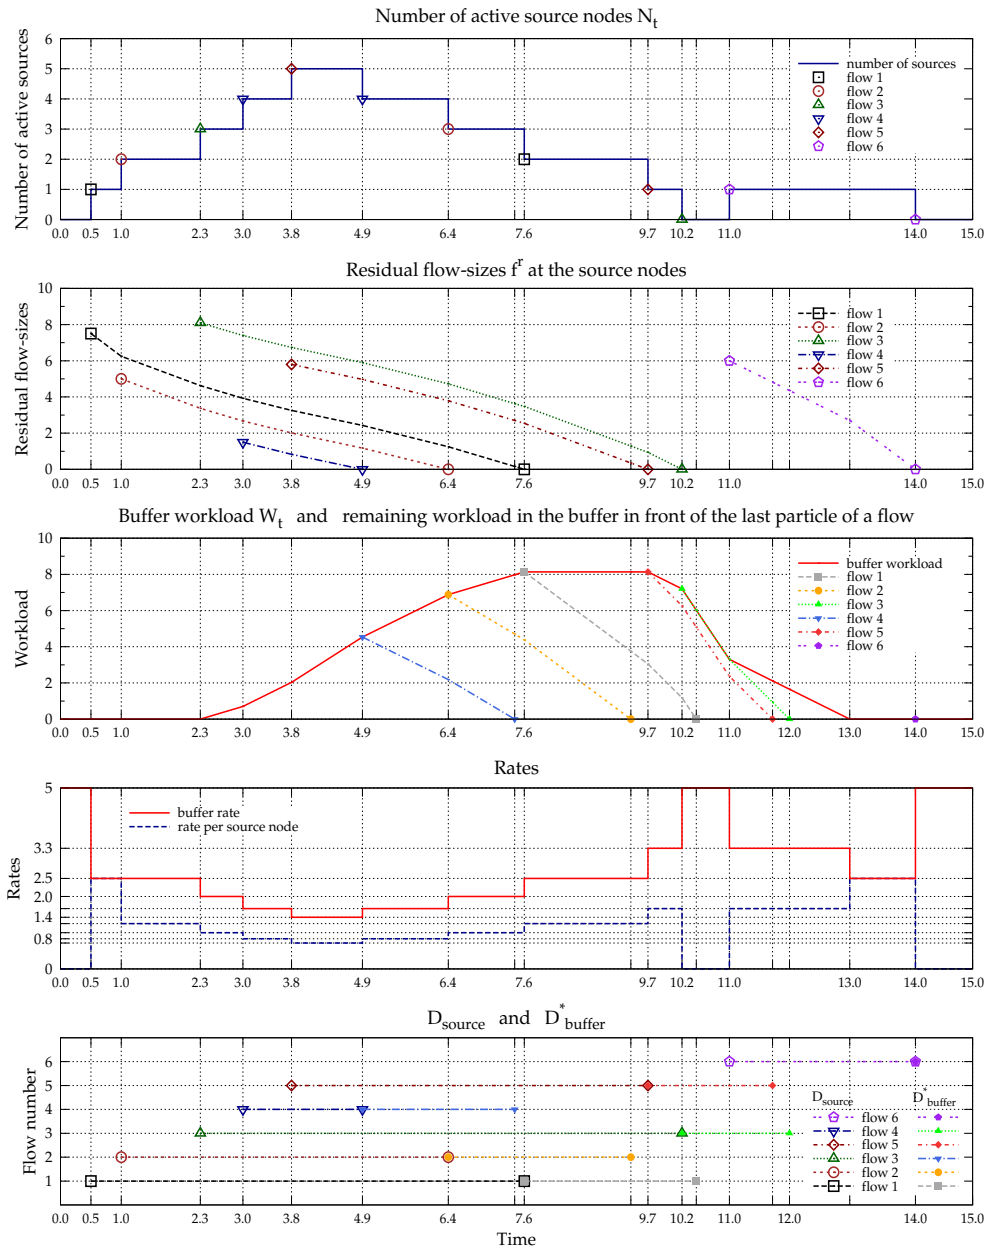 Number of active source nodes N_t
Number of active sources
6
5
4
3
2
1
0
number of sources
flow 1
flow 2
flow 3
flow 4
flow 5
flow 6
0.0 0.5 1.0 2.3 3.0 3.8 4.9 6.4 7.6 9.7 10.2 11.0 14.0 15.0
Residual flow-sizes f^r at the source nodes
Residual flow-sizes
10
8
6
4
2
0
flow 1
flow 2
flow 3
flow 4
flow 5
flow 6
0.0 0.5 1.0 2.3 3.0 3.8 4.9 6.4 7.6 9.7 10.2 11.0 12.0 13.0 14.0 15.0
Buffer workload W_t and remaining workload in the buffer in front of the last particle of a flow
Workload
10
8
6
4
2
0
buffer workload
flow 1
flow 2
flow 3
flow 4
flow 5
flow 6
0.0 0.5 1.0 2.3 3.0 3.8 4.9 6.4 7.6 9.7 10.2 11.0 12.0 13.0 14.0 15.0
Rates
Rates
5
3.3
2.5
2.0
1.4
0.8
0
buffer rate
rate per source node
0.0 0.5 1.0 2.3 3.0 3.8 4.9 6.4 7.6 9.7 10.2 11.0 12.0 13.0 14.0 15.0
D_source and D*_buffer
Flow number
6
5
4
3
2
1
D_source D*_buffer
flow 6
flow 4
flow 5
flow 3
flow 2
flow 1
0.0 0.5 1.0 2.3 3.0 3.8 4.9 6.4 7.6 9.7 10.2 11.0 12.0 14.0 15.0
Time